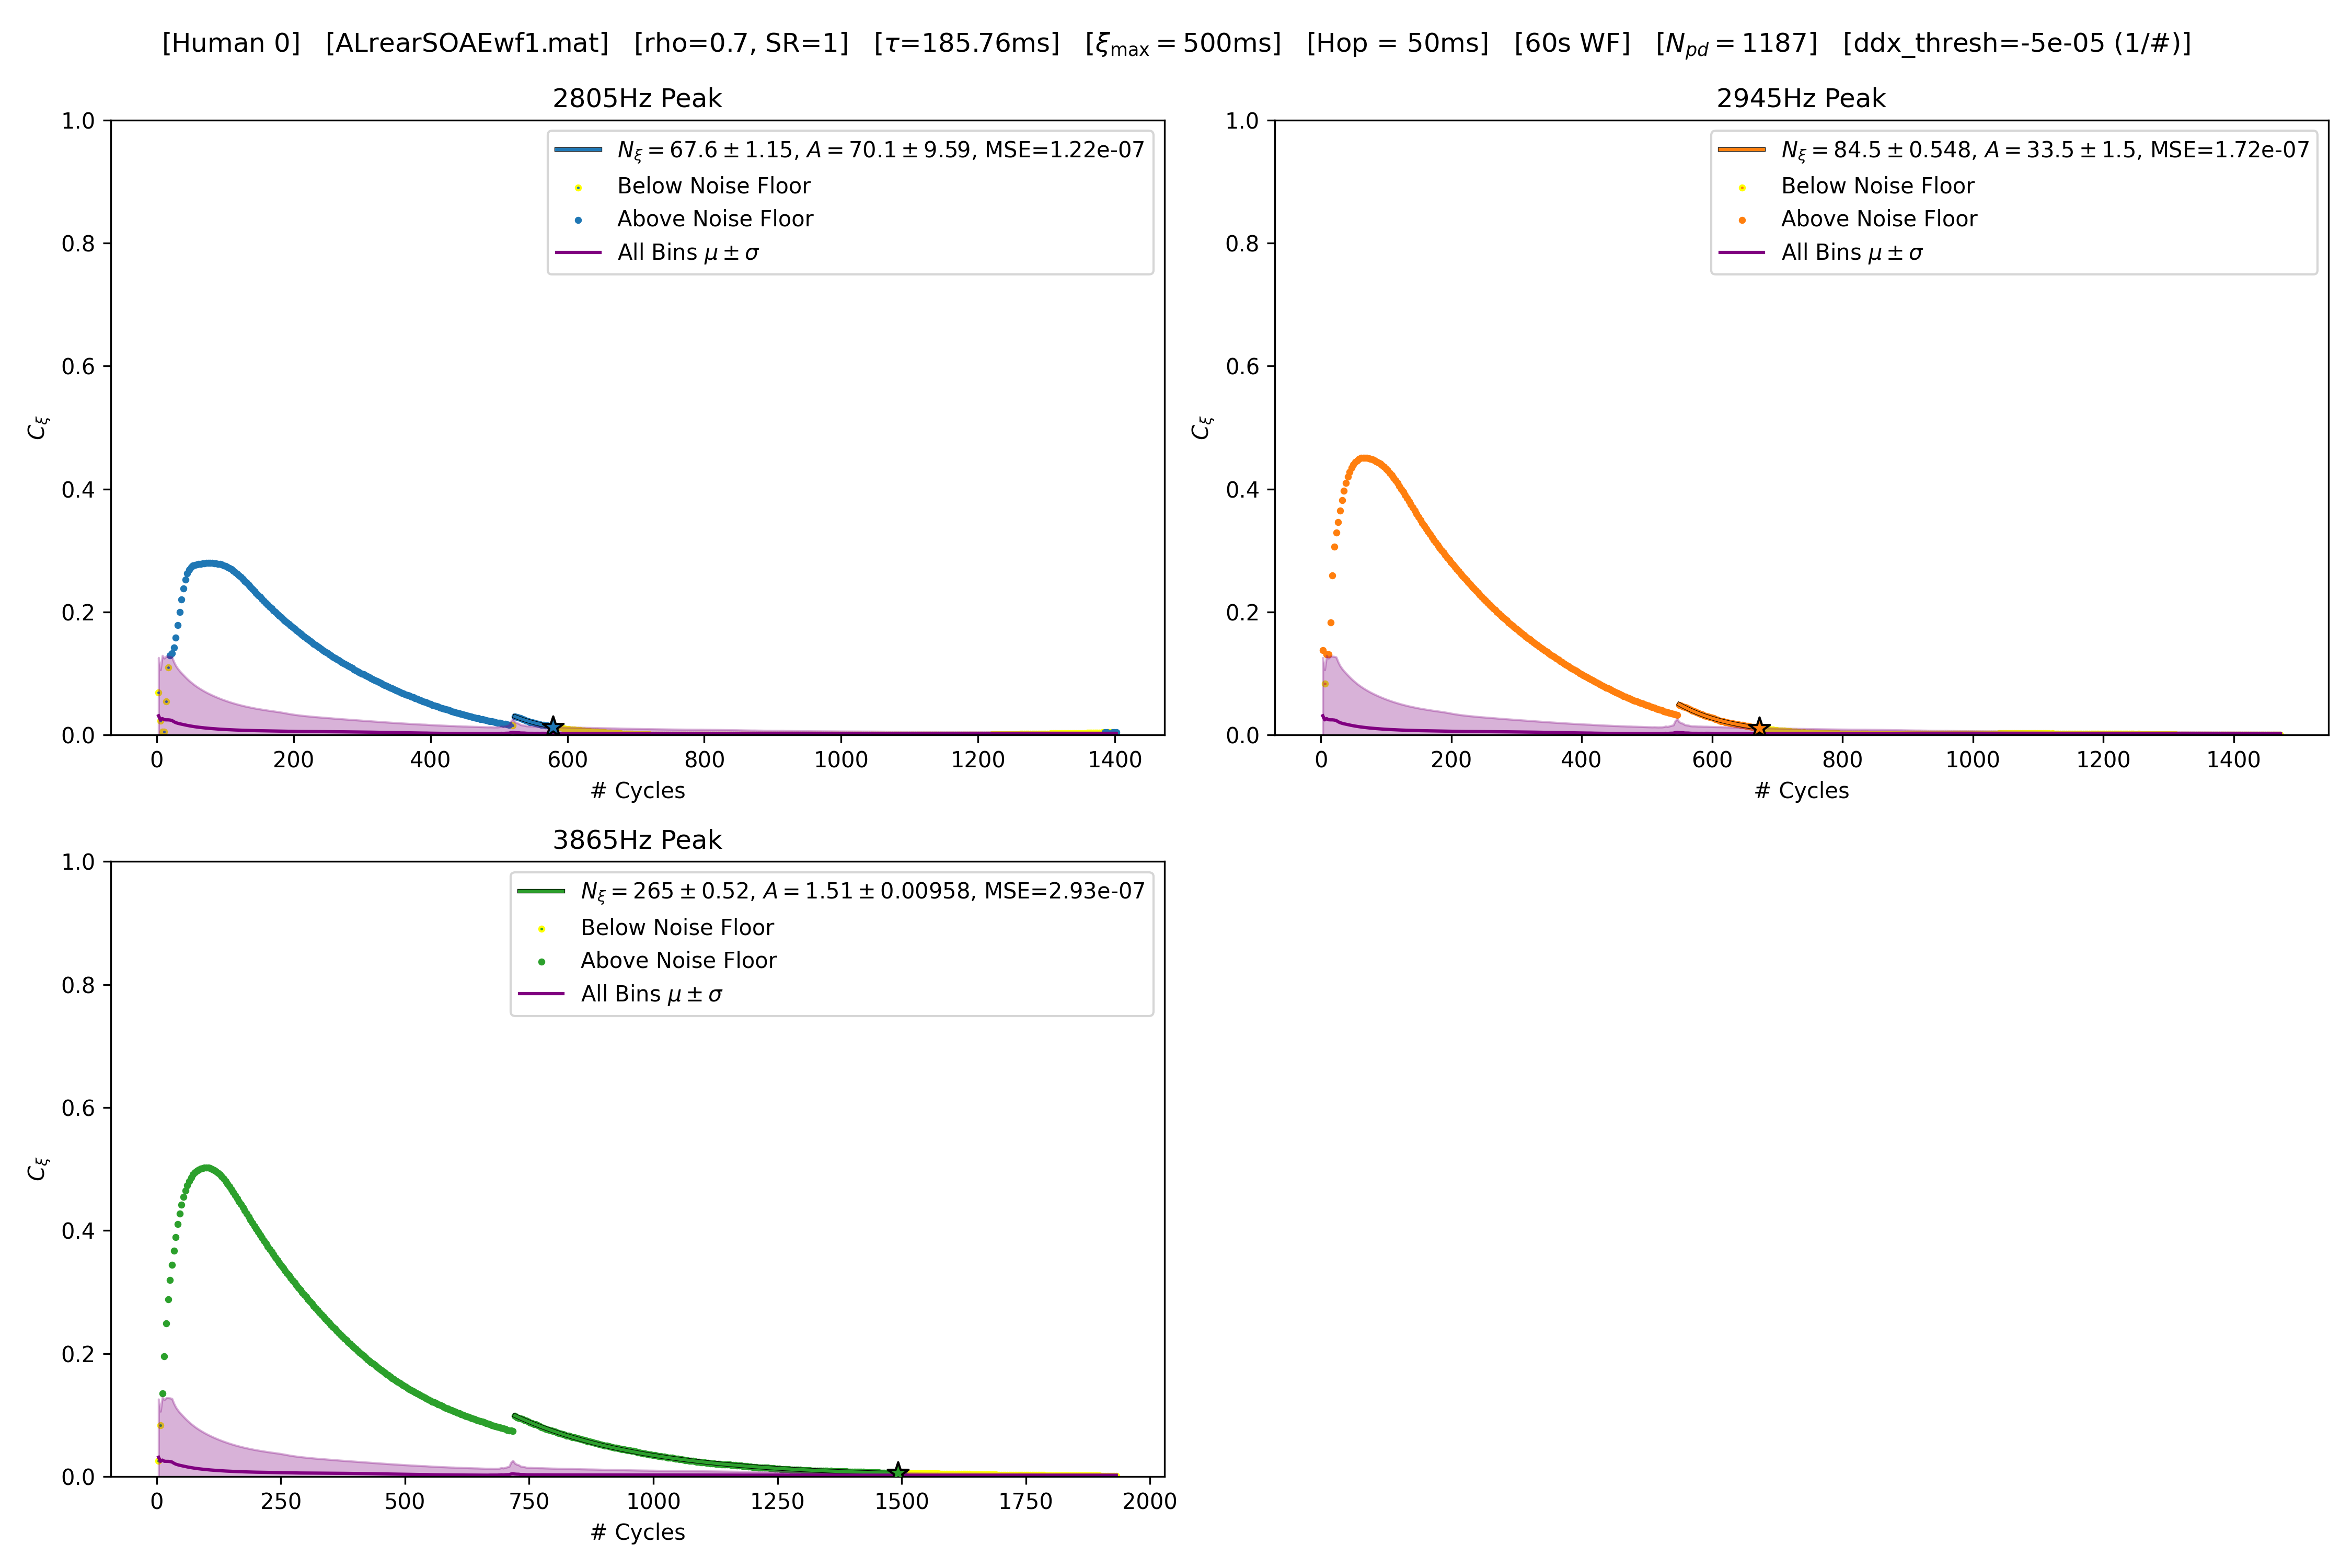 [Human 0] [ALrearSOAEwf1.mat] [rho=0.7, SR=1] [τ=185.76ms] [ξmax = 500ms] [Hop = 50ms] [60s WF] [Npd = 1187] [ddx_thresh=-5e-05 (1/#)]
2805Hz Peak
Nξ = 67.6 ± 1.15, A = 70.1 ± 9.59, MSE=1.22e-07
Below Noise Floor
Above Noise Floor
All Bins μ ± σ
1.0
0.8
0.6
0.4
0.2
0.0
Cξ
0 200 400 600 800 1000 1200 1400
# Cycles
2945Hz Peak
Nξ = 84.5 ± 0.548, A = 33.5 ± 1.5, MSE=1.72e-07
Below Noise Floor
Above Noise Floor
All Bins μ ± σ
1.0
0.8
0.6
0.4
0.2
0.0
Cξ
0 200 400 600 800 1000 1200 1400
# Cycles
3865Hz Peak
Nξ = 265 ± 0.52, A = 1.51 ± 0.00958, MSE=2.93e-07
Below Noise Floor
Above Noise Floor
All Bins μ ± σ
1.0
0.8
0.6
0.4
0.2
0.0
Cξ
0 250 500 750 1000 1250 1500 1750 2000
# Cycles